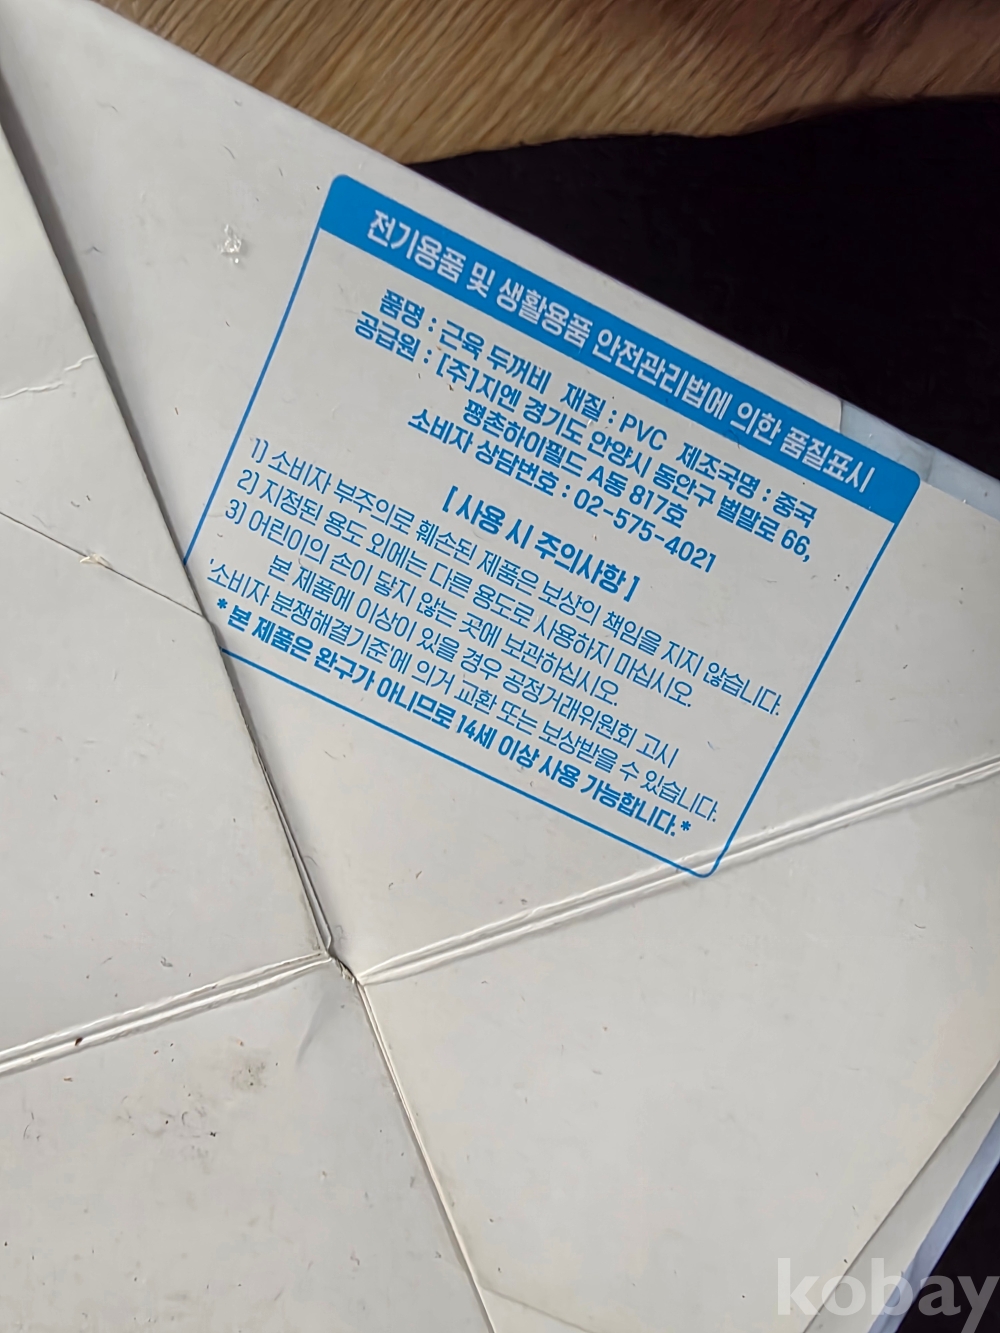 전기용품 및 생활용품 안전관리법에 의한 품질표시
품명 : 근육 두꺼비 재질 : PVC 제조국명 : 중국
공급원 : [주]지엔 경기도 안양시 동안구 벌말로 66,
평촌하이필드 A동 817호
소비자 상담번호 : 02-575-4021
[ 사용 시 주의사항 ]
1] 소비자 부주의로 훼손된 제품은 보상의 책임을 지지 않습니다.
2] 지정된 용도 외에는 다른 용도로 사용하지 마십시오.
3] 어린이의 손이 닿지 않는 곳에 보관하십시오.
본 제품에 이상이 있을 경우 공정거래위원회 고시
'소비자 분쟁해결기준'에 의거 교환 또는 보상받을 수 있습니다.
* 본 제품은 완구가 아니므로 14세 이상 사용 가능합니다. *
kobay